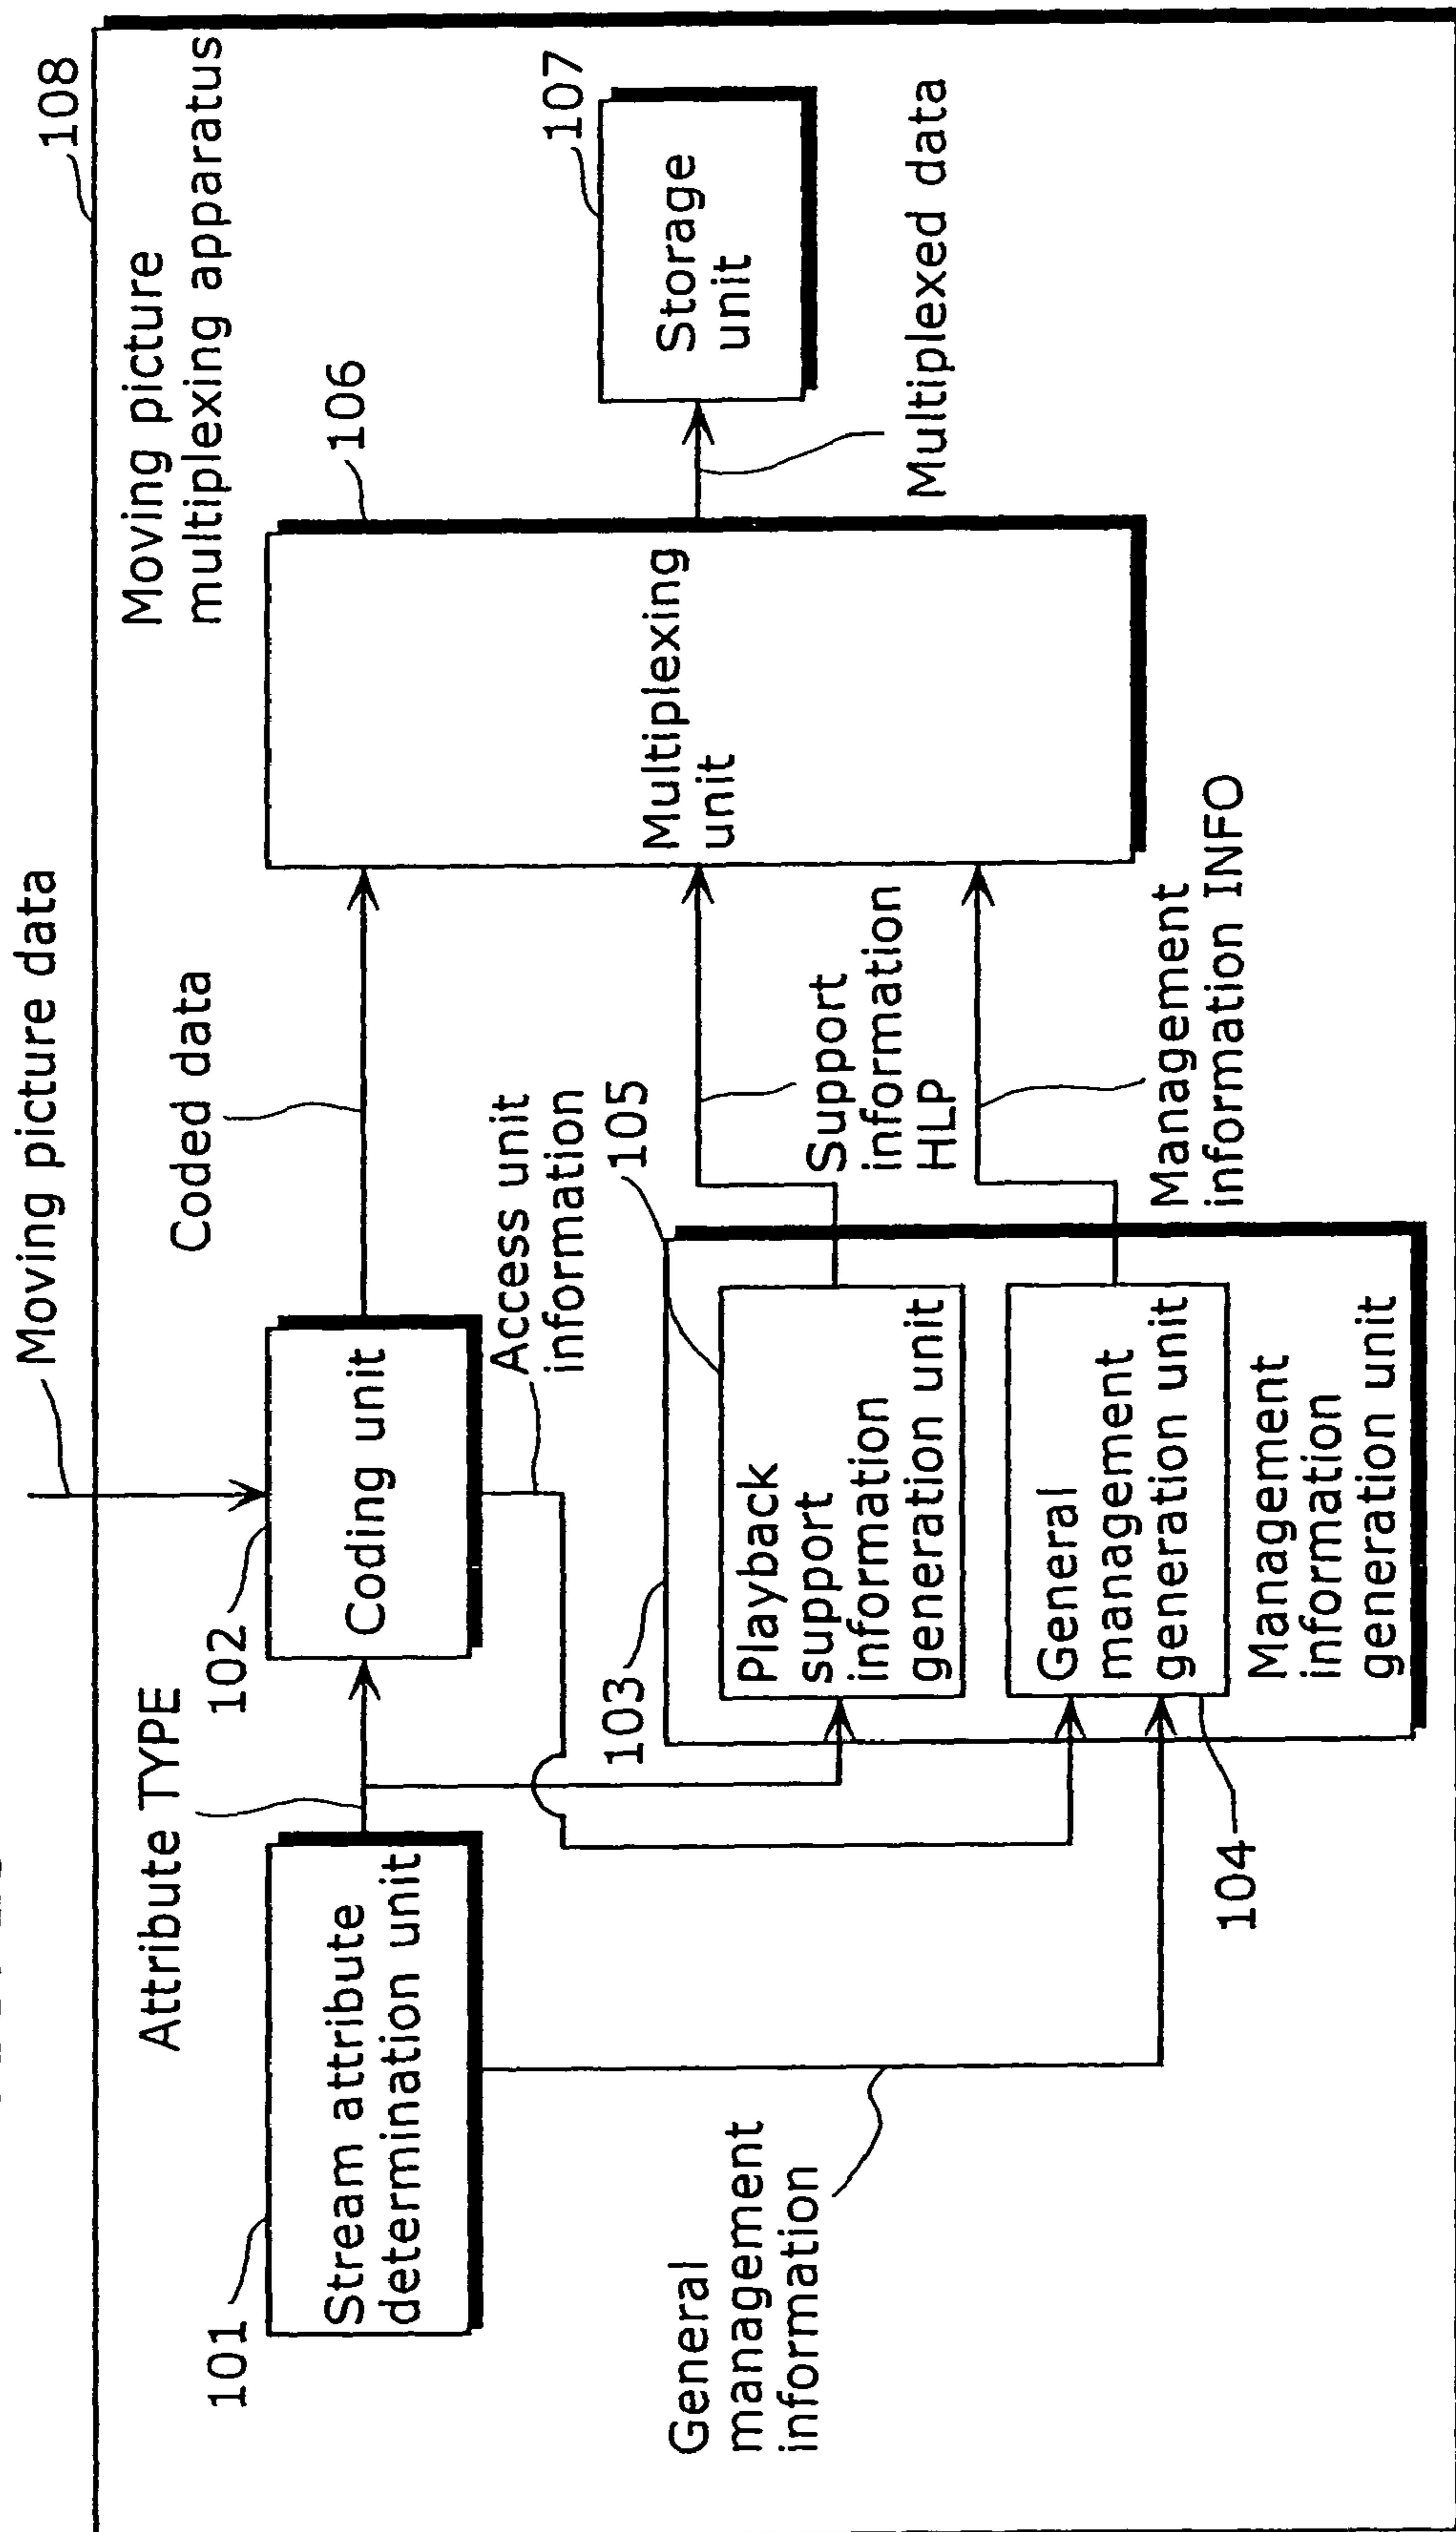 Moving picture data
108
Moving picture
multiplexing apparatus
Attribute TYPE
Coded data
101
102
106
Stream attribute
determination unit
Coding unit
Multiplexing
unit
107
Storage
unit
Access unit
information
Multiplexed data
General
management
information
103
105
Playback
support
information
generation unit
Support
information
HLP
General
management
generation unit
104
Management
information
generation unit
Management
information INFO